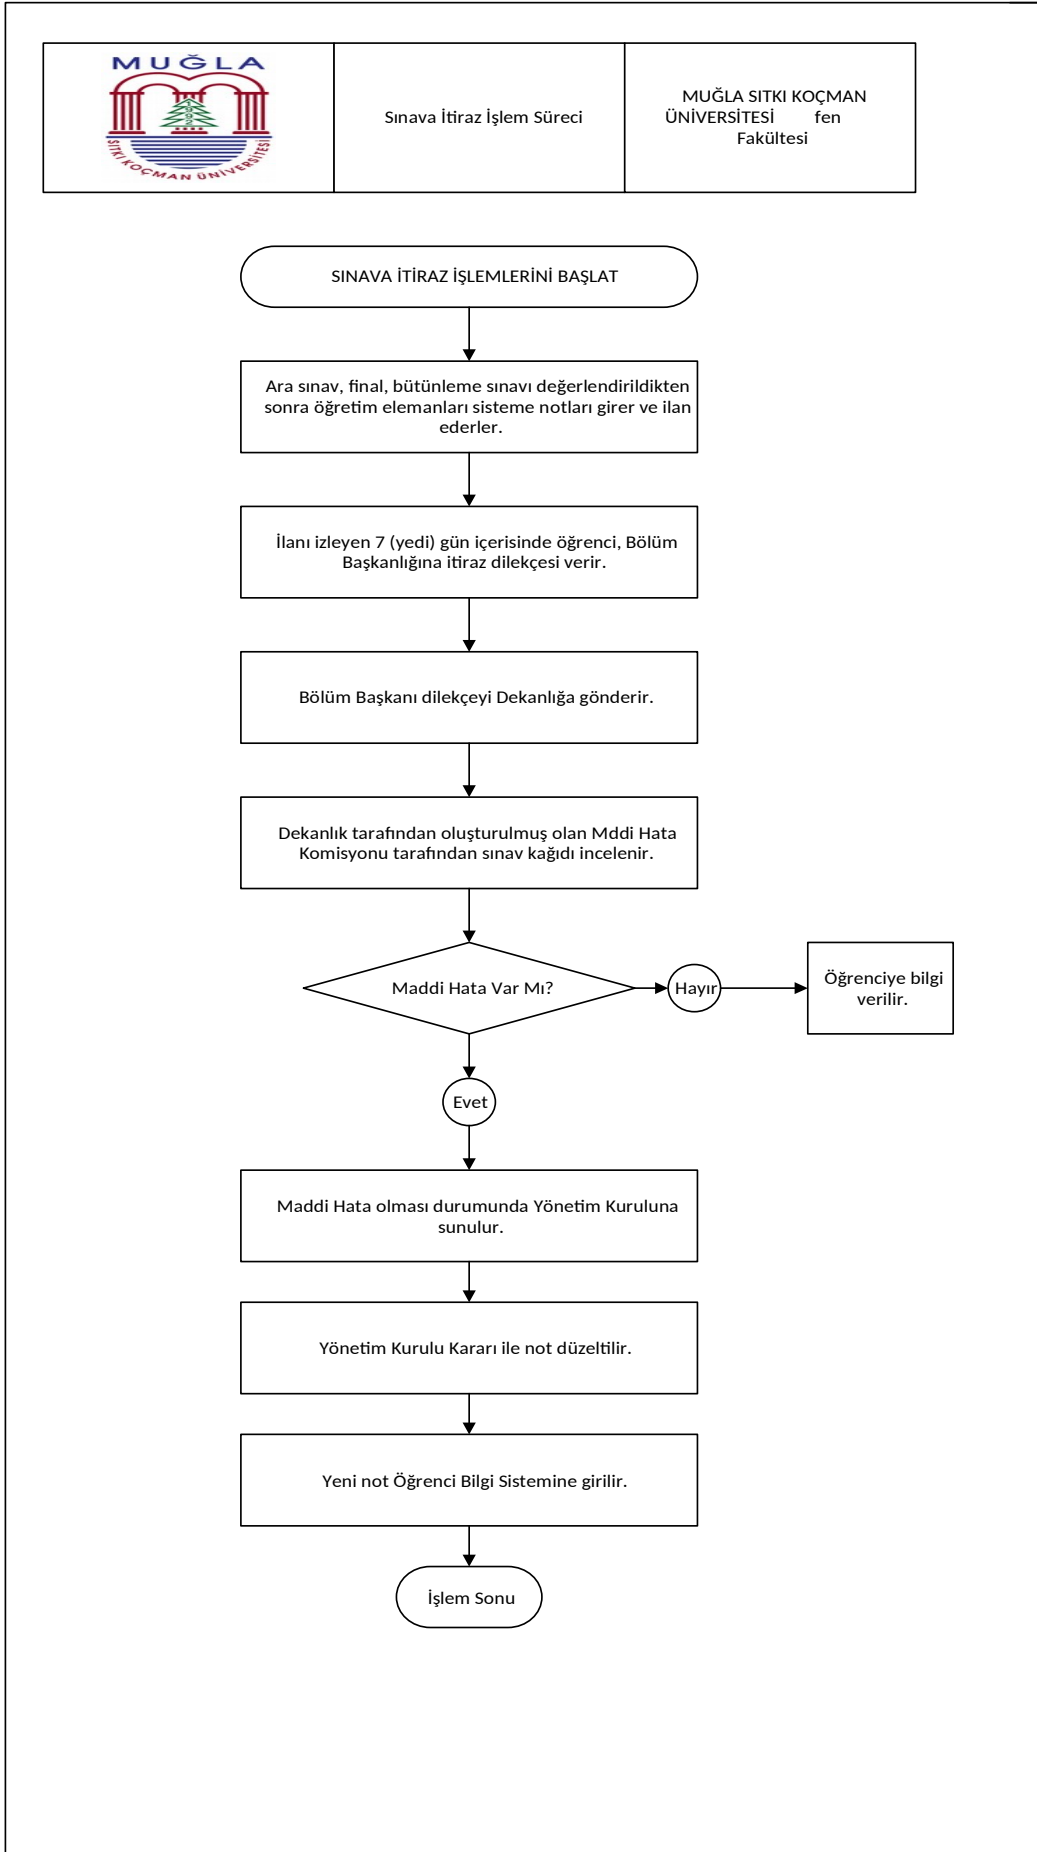 MUĞLA
1992
SITKI KOÇMAN ÜNİVERSİTESİ
Sınava İtiraz İşlem Süreci
MUĞLA SITKI KOÇMAN
ÜNİVERSİTESİ fen
Fakültesi
SINAVA İTİRAZ İŞLEMLERİNİ BAŞLAT
Ara sınav, final, bütünleme sınavı değerlendirildikten
sonra öğretim elemanları sisteme notları girer ve ilan
ederler.
İlanı izleyen 7 (yedi) gün içerisinde öğrenci, Bölüm
Başkanlığına itiraz dilekçesi verir.
Bölüm Başkanı dilekçeyi Dekanlığa gönderir.
Dekanlık tarafından oluşturulmuş olan Mddi Hata
Komisyonu tarafından sınav kağıdı incelenir.
Maddi Hata Var Mı?
Hayır
Öğrenciye bilgi
verilir.
Evet
Maddi Hata olması durumunda Yönetim Kuruluna
sunulur.
Yönetim Kurulu Kararı ile not düzeltilir.
Yeni not Öğrenci Bilgi Sistemine girilir.
İşlem Sonu